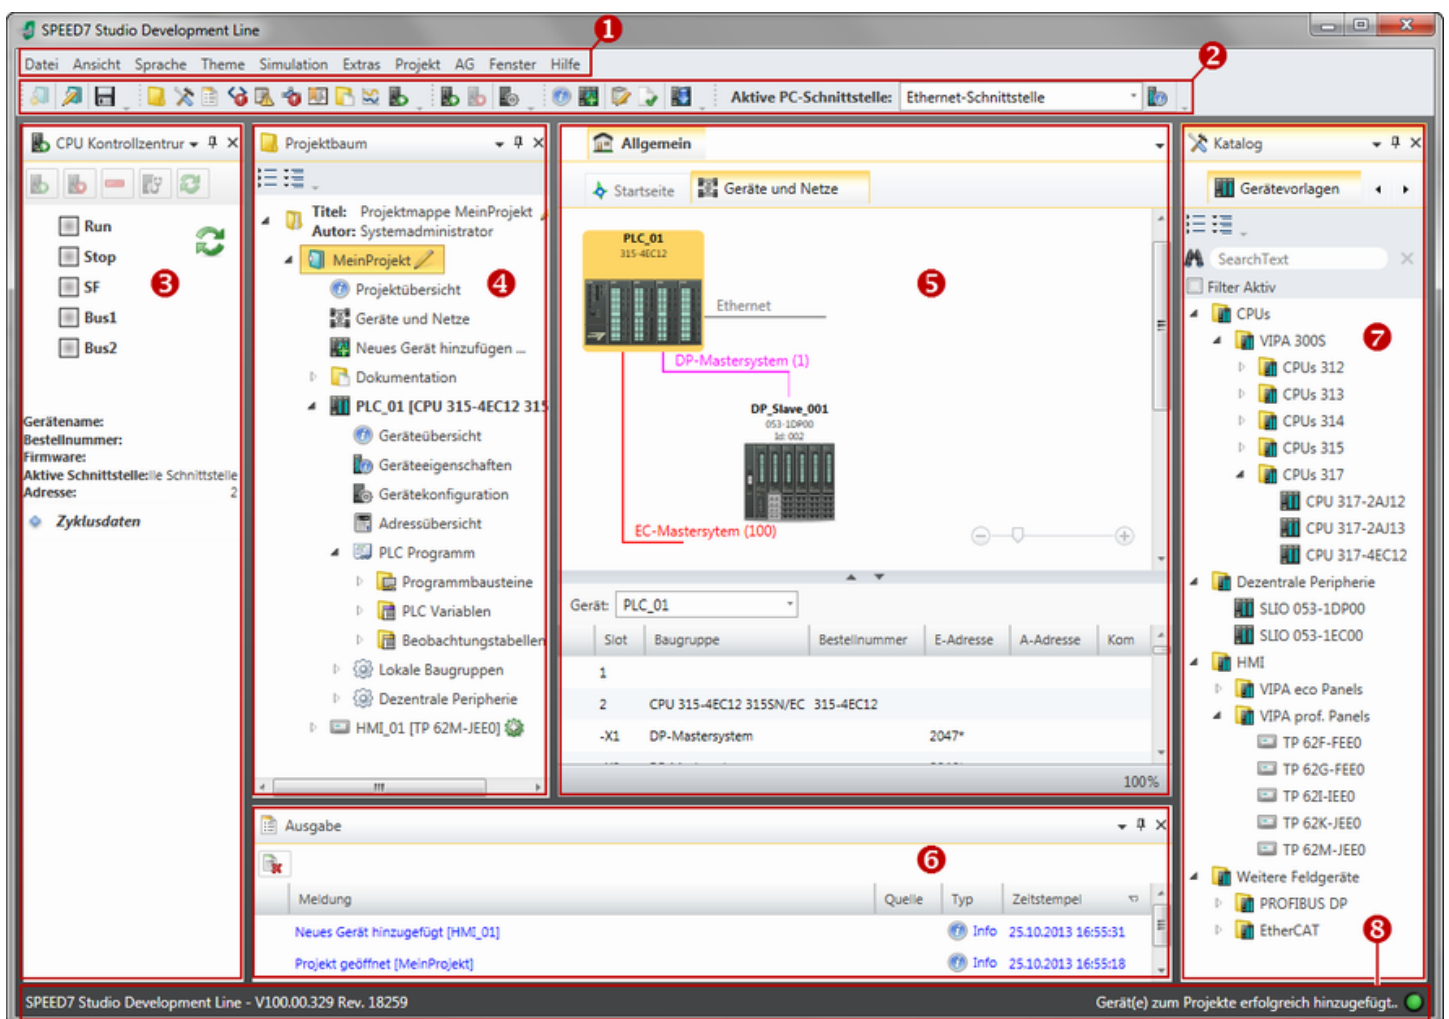 SPEED7 Studio Development Line
1
Datei Ansicht Sprache Theme Simulation Extras Projekt AG Fenster Hilfe
2
Aktive PC-Schnittstelle: Ethernet-Schnittstelle
CPU Kontrollzentrur
Run
Stop
SF
3
Bus1
Bus2
Gerätename:
Bestellnummer:
Firmware:
Aktive Schnittstelle: lle Schnittstelle
Adresse: 2
Zyklusdaten
Projektbaum
Titel: Projektmappe MeinProjekt
Autor: Systemadministrator
MeinProjekt
4
Projektübersicht
Geräte und Netze
Neues Gerät hinzufügen ...
Dokumentation
PLC_01 [CPU 315-4EC12 315
Geräteübersicht
Geräteeigenschaften
Gerätekonfiguration
Adressübersicht
PLC Programm
Programmbausteine
PLC Variablen
Beobachtungstabellen
Lokale Baugruppen
Dezentrale Peripherie
HMI_01 [TP 62M-JEE0]
Allgemein
Startseite Geräte und Netze
PLC_01
315-4EC12
5
Ethernet
DP-Mastersystem (1)
DP_Slave_001
053-1DP00
Id: 002
EC-Mastersytem (100)
Gerät: PLC_01
Slot Baugruppe Bestellnummer E-Adresse A-Adresse Kom
1
2 CPU 315-4EC12 315SN/EC 315-4EC12
-X1 DP-Mastersystem 2047*
100%
Ausgabe
6
Meldung Quelle Typ Zeitstempel
Neues Gerät hinzugefügt [HMI_01] Info 25.10.2013 16:55:31
Projekt geöffnet [MeinProjekt] Info 25.10.2013 16:55:18
Katalog
Gerätevorlagen
SearchText
Filter Aktiv
CPUs
7
VIPA 300S
CPUs 312
CPUs 313
CPUs 314
CPUs 315
CPUs 317
CPU 317-2AJ12
CPU 317-2AJ13
CPU 317-4EC12
Dezentrale Peripherie
SLIO 053-1DP00
SLIO 053-1EC00
HMI
VIPA eco Panels
VIPA prof. Panels
TP 62F-FEE0
TP 62G-FEE0
TP 62I-IEE0
TP 62K-JEE0
TP 62M-JEE0
Weitere Feldgeräte
PROFIBUS DP
EtherCAT
8
SPEED7 Studio Development Line - V100.00.329 Rev. 18259
Gerät(e) zum Projekte erfolgreich hinzugefügt..